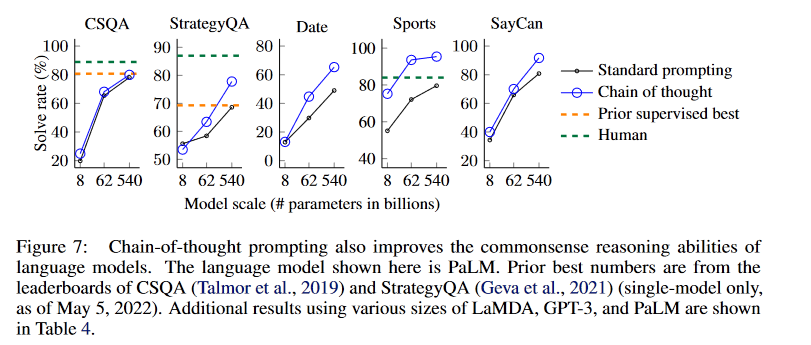 CSQA
StrategyQA
Date
Sports
SayCan
Solve rate (%)
100
80
60
40
20
90
80
70
60
50
80
60
40
20
0
100
80
60
40
100
80
60
40
20
8 62 540
8 62 540
8 62 540
8 62 540
8 62 540
Model scale (# parameters in billions)
Standard prompting
Chain of thought
Prior supervised best
Human
Figure 7: Chain-of-thought prompting also improves the commonsense reasoning abilities of
language models. The language model shown here is PaLM. Prior best numbers are from the
leaderboards of CSQA (Talmor et al., 2019) and StrategyQA (Geva et al., 2021) (single-model only,
as of May 5, 2022). Additional results using various sizes of LaMDA, GPT-3, and PaLM are shown
in Table 4.